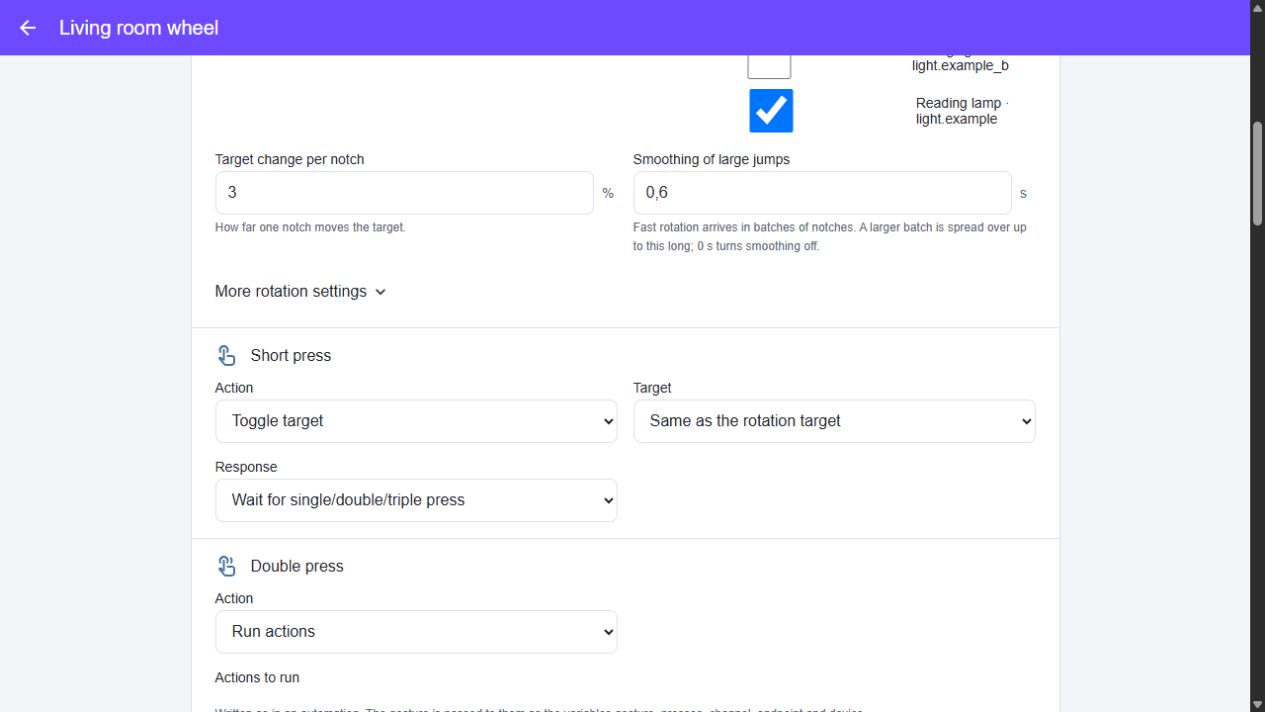 Living room wheel
light.example_b
Reading lamp ·
light.example
Target change per notch
Smoothing of large jumps
3
%
0,6
s
How far one notch moves the target.
Fast rotation arrives in batches of notches. A larger batch is spread over up
to this long; 0 s turns smoothing off.
More rotation settings
Short press
Action
Target
Toggle target
Same as the rotation target
Response
Wait for single/double/triple press
Double press
Action
Run actions
Actions to run